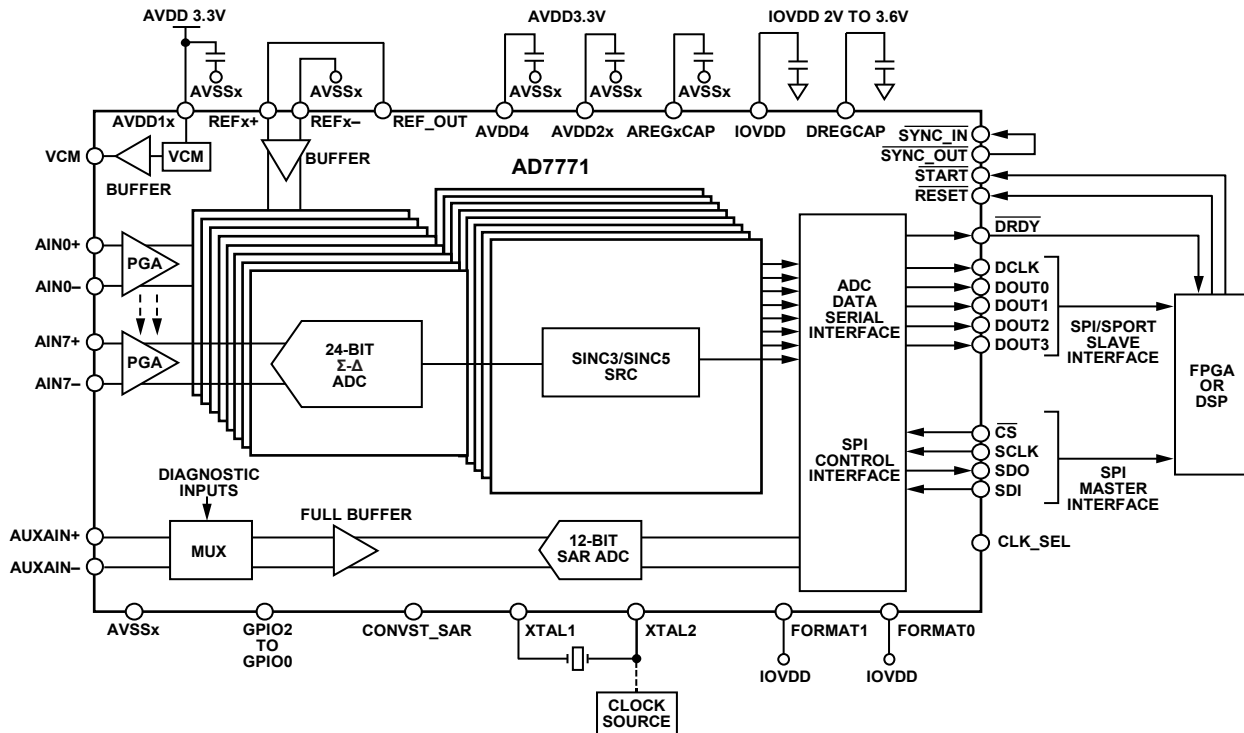 AVDD 3.3V
AVDD3.3V
IOVDD 2V TO 3.6V
AVSSx
AVSSx
AVSSx
AVSSx
AVSSx
AVDD1x
REFx+
REFx–
REF_OUT
AVDD4
AVDD2x
AREGxCAP
IOVDD
DREGCAP
VCM
VCM
BUFFER
BUFFER
AD7771
SYNC_IN
SYNC_OUT
START
RESET
DRDY
AIN0+
AIN0–
PGA
AIN7+
AIN7–
PGA
24-BIT
Σ-Δ
ADC
SINC3/SINC5
SRC
ADC
DATA
SERIAL
INTERFACE
DCLK
DOUT0
DOUT1
DOUT2
DOUT3
SPI/SPORT
SLAVE
INTERFACE
FPGA
OR
DSP
SPI
CONTROL
INTERFACE
CS
SCLK
SDO
SDI
SPI
MASTER
INTERFACE
DIAGNOSTIC
INPUTS
AUXAIN+
AUXAIN–
MUX
FULL BUFFER
12-BIT
SAR ADC
CLK_SEL
AVSSx
GPIO2
TO
GPIO0
CONVST_SAR
XTAL1
XTAL2
FORMAT1
FORMAT0
IOVDD
IOVDD
CLOCK
SOURCE